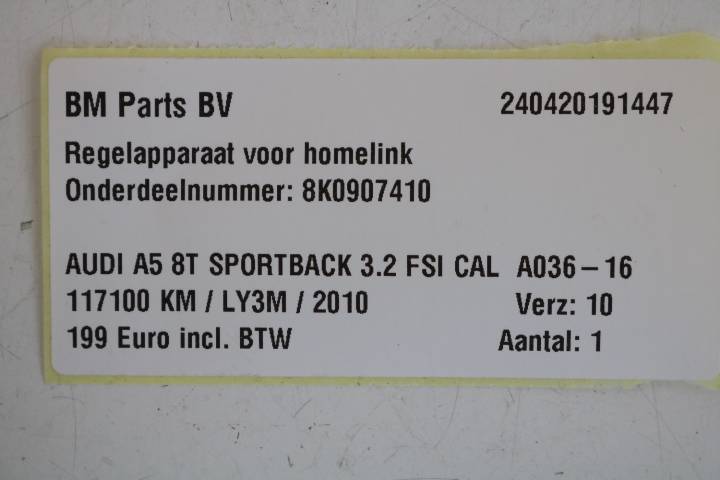 BM Parts BV 240420191447
Regelapparaat voor homelink
Onderdeelnummer: 8K0907410
AUDI A5 8T SPORTBACK 3.2 FSI CAL A036-16
117100 KM / LY3M / 2010 Verz: 10
199 Euro incl. BTW Aantal: 1